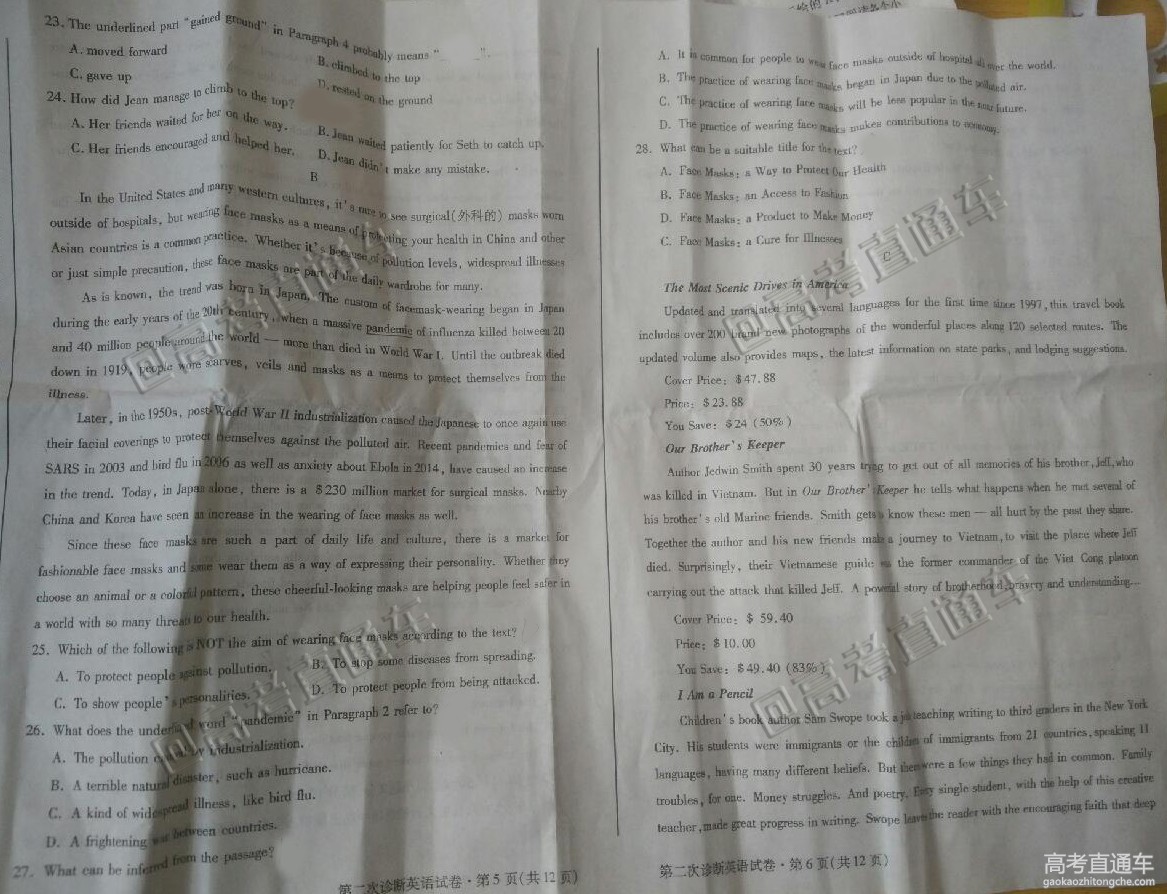 23. The underlined part "gained ground" in Paragraph 4 probably means "____".
A. moved forward
B. climbed to the top
C. gave up
D. rested on the ground
24. How did Jean manage to climb to the top?
A. Her friends waited for her on the way.
B. Jean waited patiently for Seth to catch up.
C. Her friends encouraged and helped her.
D. Jean didn't make any mistake.
B
In the United States and many western cultures, it's rare to see surgical(外科的) masks worn
outside of hospitals, but wearing face masks as a means of protecting your health in China and other
Asian countries is a common practice. Whether it's because of pollution levels, widespread illnesses
or just simple precaution, these face masks are part of the daily wardrobe for many.
As is known, the trend was born in Japan. The custom of facemask-wearing began in Japan
during the early years of the 20th century, when a massive pandemic of influenza killed between 20
and 40 million people around the world — more than died in World War I. Until the outbreak died
down in 1919, people wore scarves, veils and masks as a means to protect themselves from the
illness.
Later, in the 1950s, post-World War II industrialization caused the Japanese to once again use
their facial coverings to protect themselves against the polluted air. Recent pandemics and fear of
SARS in 2003 and bird flu in 2006 as well as anxiety about Ebola in 2014, have caused an increase
in the trend. Today, in Japan alone, there is a $230 million market for surgical masks. Nearby
China and Korea have seen an increase in the wearing of face masks as well.
Since these face masks are such a part of daily life and culture, there is a market for
fashionable face masks and some wear them as a way of expressing their personality. Whether they
choose an animal or a colorful pattern, these cheerful-looking masks are helping people feel safer in
a world with so many threats to our health.
25. Which of the following is NOT the aim of wearing face masks according to the text?
A. To protect people against pollution.
B. To stop some diseases from spreading.
C. To show people's personalities.
D. To protect people from being attacked.
26. What does the underlined word "pandemic" in Paragraph 2 refer to?
A. The pollution caused by industrialization.
B. A terrible natural disaster, such as hurricane.
C. A kind of widespread illness, like bird flu.
D. A frightening war between countries.
27. What can be inferred from the passage?
第二次诊断英语试卷·第5页(共12页)
A. It is common for people to wear face masks outside of hospital all over the world.
B. The practice of wearing face masks began in Japan due to the polluted air.
C. The practice of wearing face masks will be less popular in the near future.
D. The practice of wearing face masks makes contributions to economy.
28. What can be a suitable title for the text?
A. Face Masks: a Way to Protect Our Health
B. Face Masks: an Access to Fashion
D. Face Masks: a Product to Make Money
C. Face Masks: a Cure for Illnesses
C
The Most Scenic Drives in America
Updated and translated into several languages for the first time since 1997, this travel book
includes over 200 brand new photographs of the wonderful places along 120 selected routes. The
updated volume also provides maps, the latest information on state parks, and lodging suggestions.
Cover Price: $47.88
Price: $23.88
You Save: $24 (50%)
Our Brother's Keeper
Author Jedwin Smith spent 30 years trying to get out of all memories of his brother, Jeff, who
was killed in Vietnam. But in Our Brother's Keeper he tells what happens when he met several of
his brother's old Marine friends. Smith gets to know these men — all hurt by the past they share.
Together the author and his new friends make a journey to Vietnam, to visit the place where Jeff
died. Surprisingly, their Vietnamese guide was the former commander of the Viet Cong platoon
carrying out the attack that killed Jeff. A powerful story of brotherhood, bravery and understanding...
Cover Price: $ 59.40
Price: $10.00
You Save: $49.40 (83%)
I Am a Pencil
Children's book author Sam Swope took a job teaching writing to third graders in the New York
City. His students were immigrants or the children of immigrants from 21 countries, speaking 11
languages, having many different beliefs. But there were a few things they had in common. Family
troubles, for one. Money struggles. And poetry. Every single student, with the help of this creative
teacher, made great progress in writing. Swope leaves the reader with the encouraging faith that deep
第二次诊断英语试卷·第6页(共12页)
高考直通车
gaokaozhitongche.com